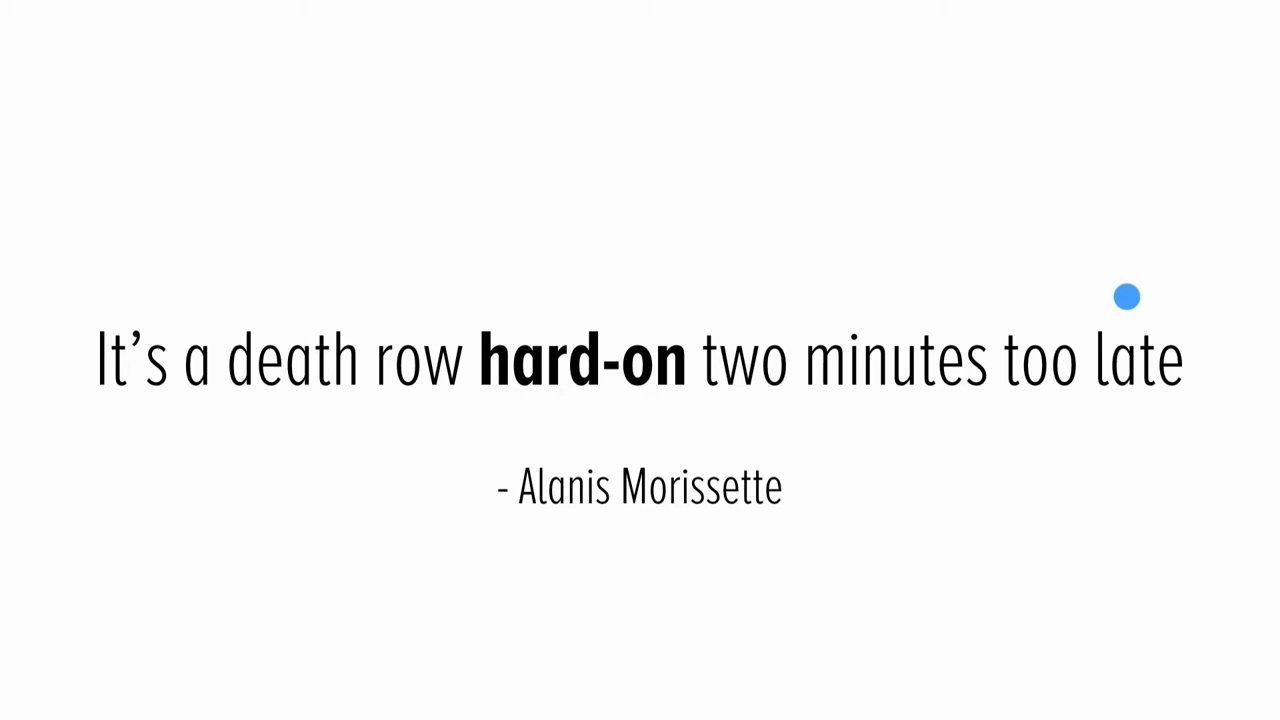 It’s a death row hard-on two minutes too late
- Alanis Morissette